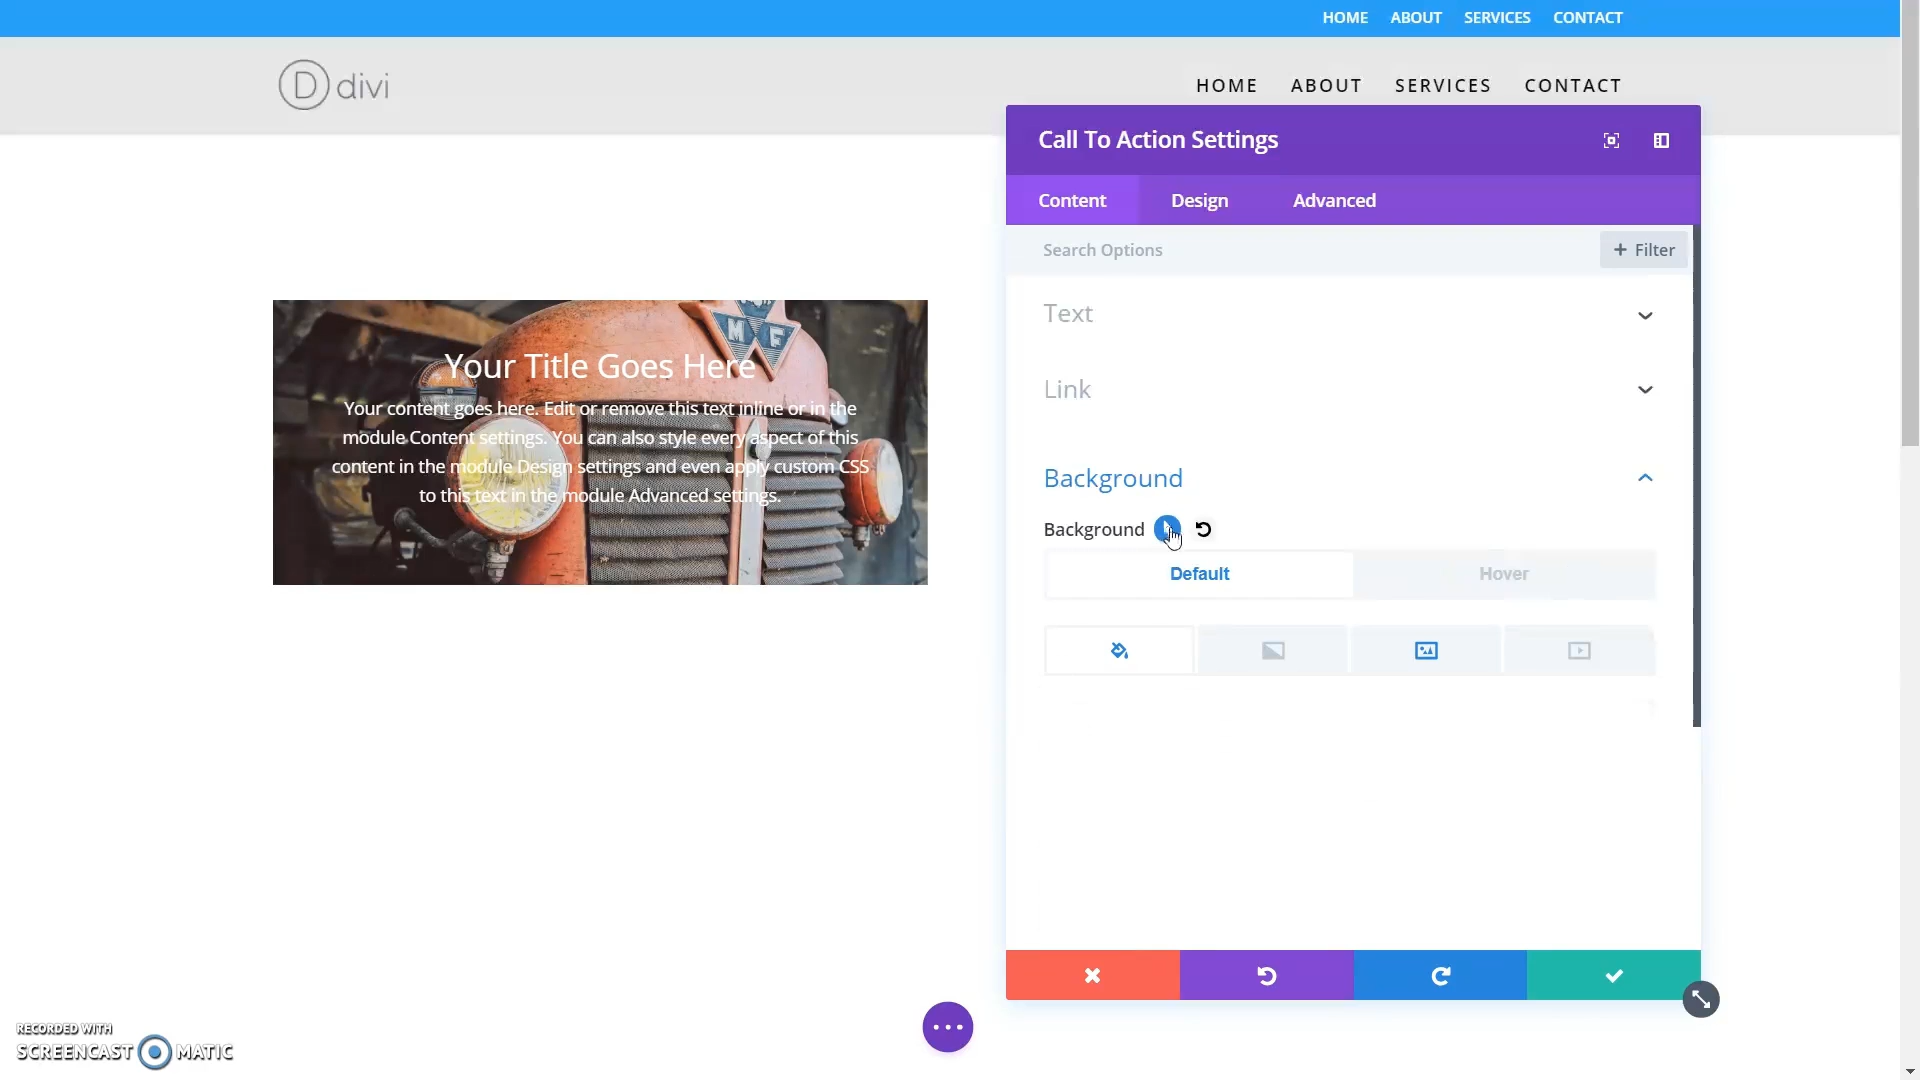 HOME ABOUT SERVICES CONTACT
D divi
HOME ABOUT SERVICES CONTACT
Call To Action Settings
Content Design Advanced
Search Options
+ Filter
Text
Link
Background
Background
Default Hover
M F
Your Title Goes Here
Your content goes here. Edit or remove this text inline or in the
module Content settings. You can also style every aspect of this
content in the module Design settings and even apply custom CSS
to this text in the module Advanced settings.
RECORDED WITH
SCREENCAST MATIC